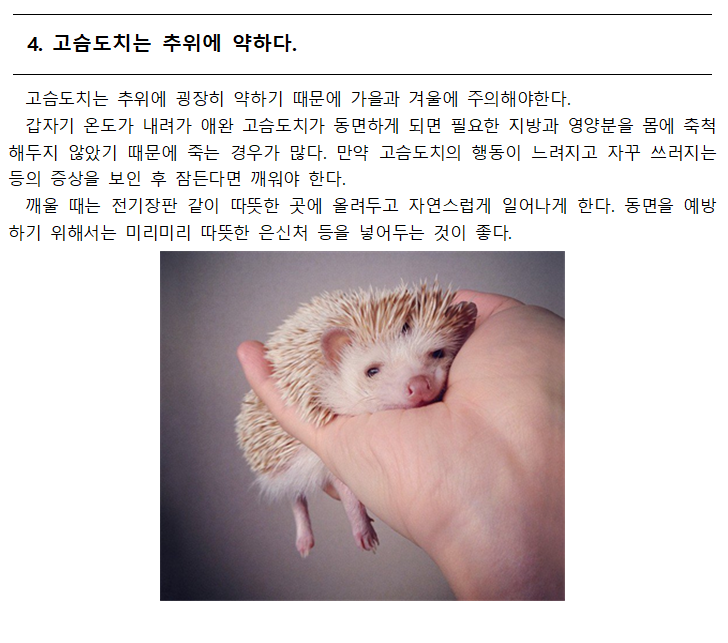 4. 고슴도치는 추위에 약하다.
고슴도치는 추위에 굉장히 약하기 때문에 가을과 겨울에 주의해야한다.
갑자기 온도가 내려가 애완 고슴도치가 동면하게 되면 필요한 지방과 영양분을 몸에 축적
해두지 않았기 때문에 죽는 경우가 많다. 만약 고슴도치의 행동이 느려지고 자꾸 쓰러지는
등의 증상을 보인 후 잠든다면 깨워야 한다.
깨울 때는 전기장판 같이 따뜻한 곳에 올려두고 자연스럽게 일어나게 한다. 동면을 예방
하기 위해서는 미리미리 따뜻한 은신처 등을 넣어두는 것이 좋다.